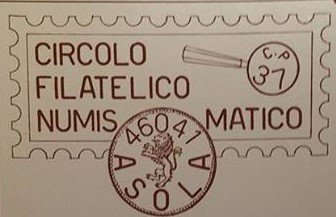 CIRCOLO
FILATELICO
NUMIS MATICO
C.P
37
46041
ASOLA